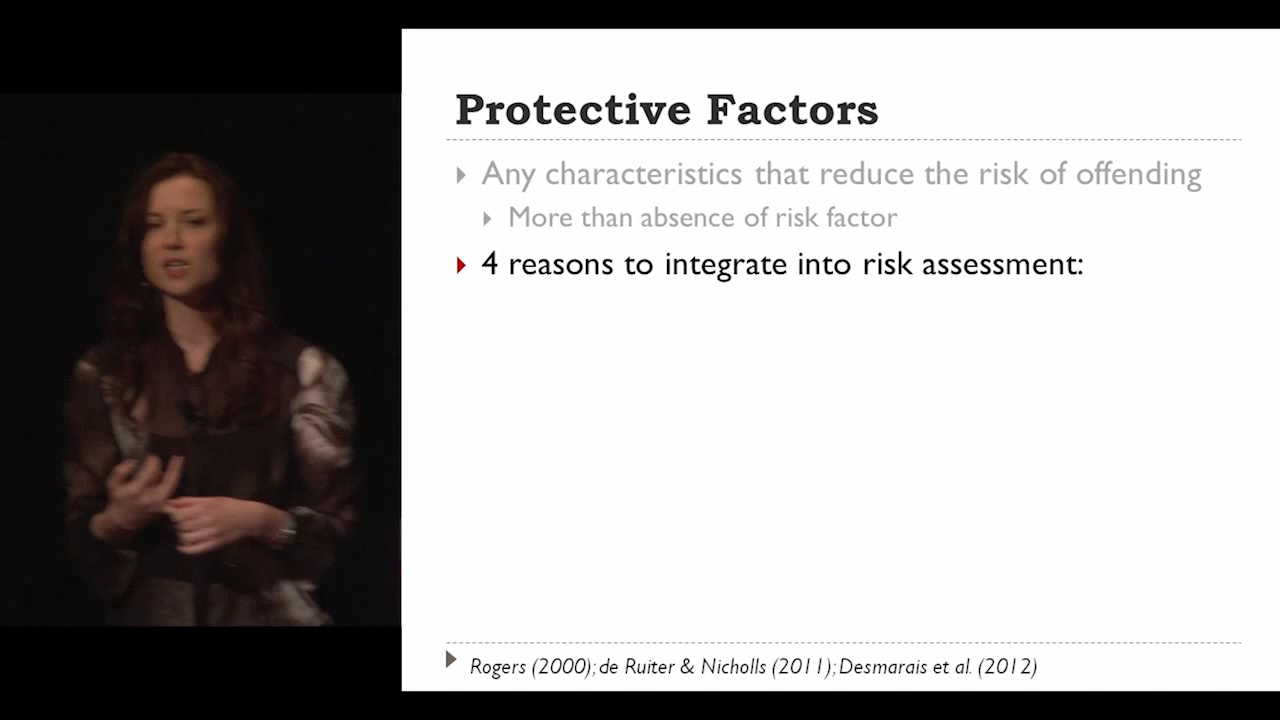 Protective Factors
Any characteristics that reduce the risk of offending
More than absence of risk factor
4 reasons to integrate into risk assessment:
Rogers (2000); de Ruiter & Nicholls (2011); Desmarais et al. (2012)